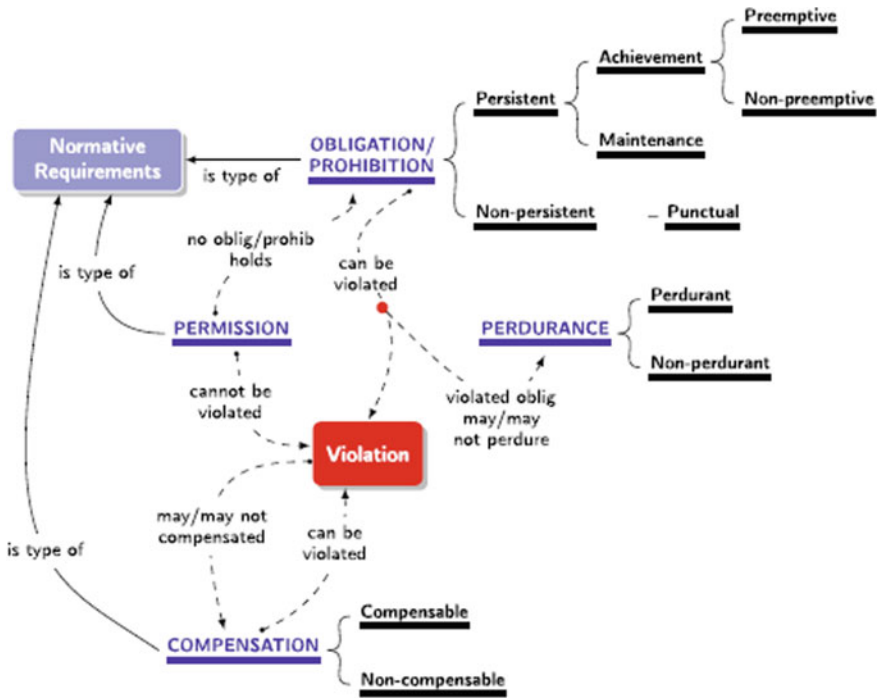 Preemptive
Achievement
Persistent
Non-preemptive
Normative
Requirements
OBLIGATION/
PROHIBITION
Maintenance
is type of
Non-persistent
– Punctual
no oblig/prohib
holds
can be
violated
is type of
Perdurant
PERMISSION
PERDURANCE
Non-perdurant
cannot be
violated
violated oblig
may/may
not perdure
Violation
may/may not
compensated
can be
violated
is type of
Compensable
COMPENSATION
Non-compensable